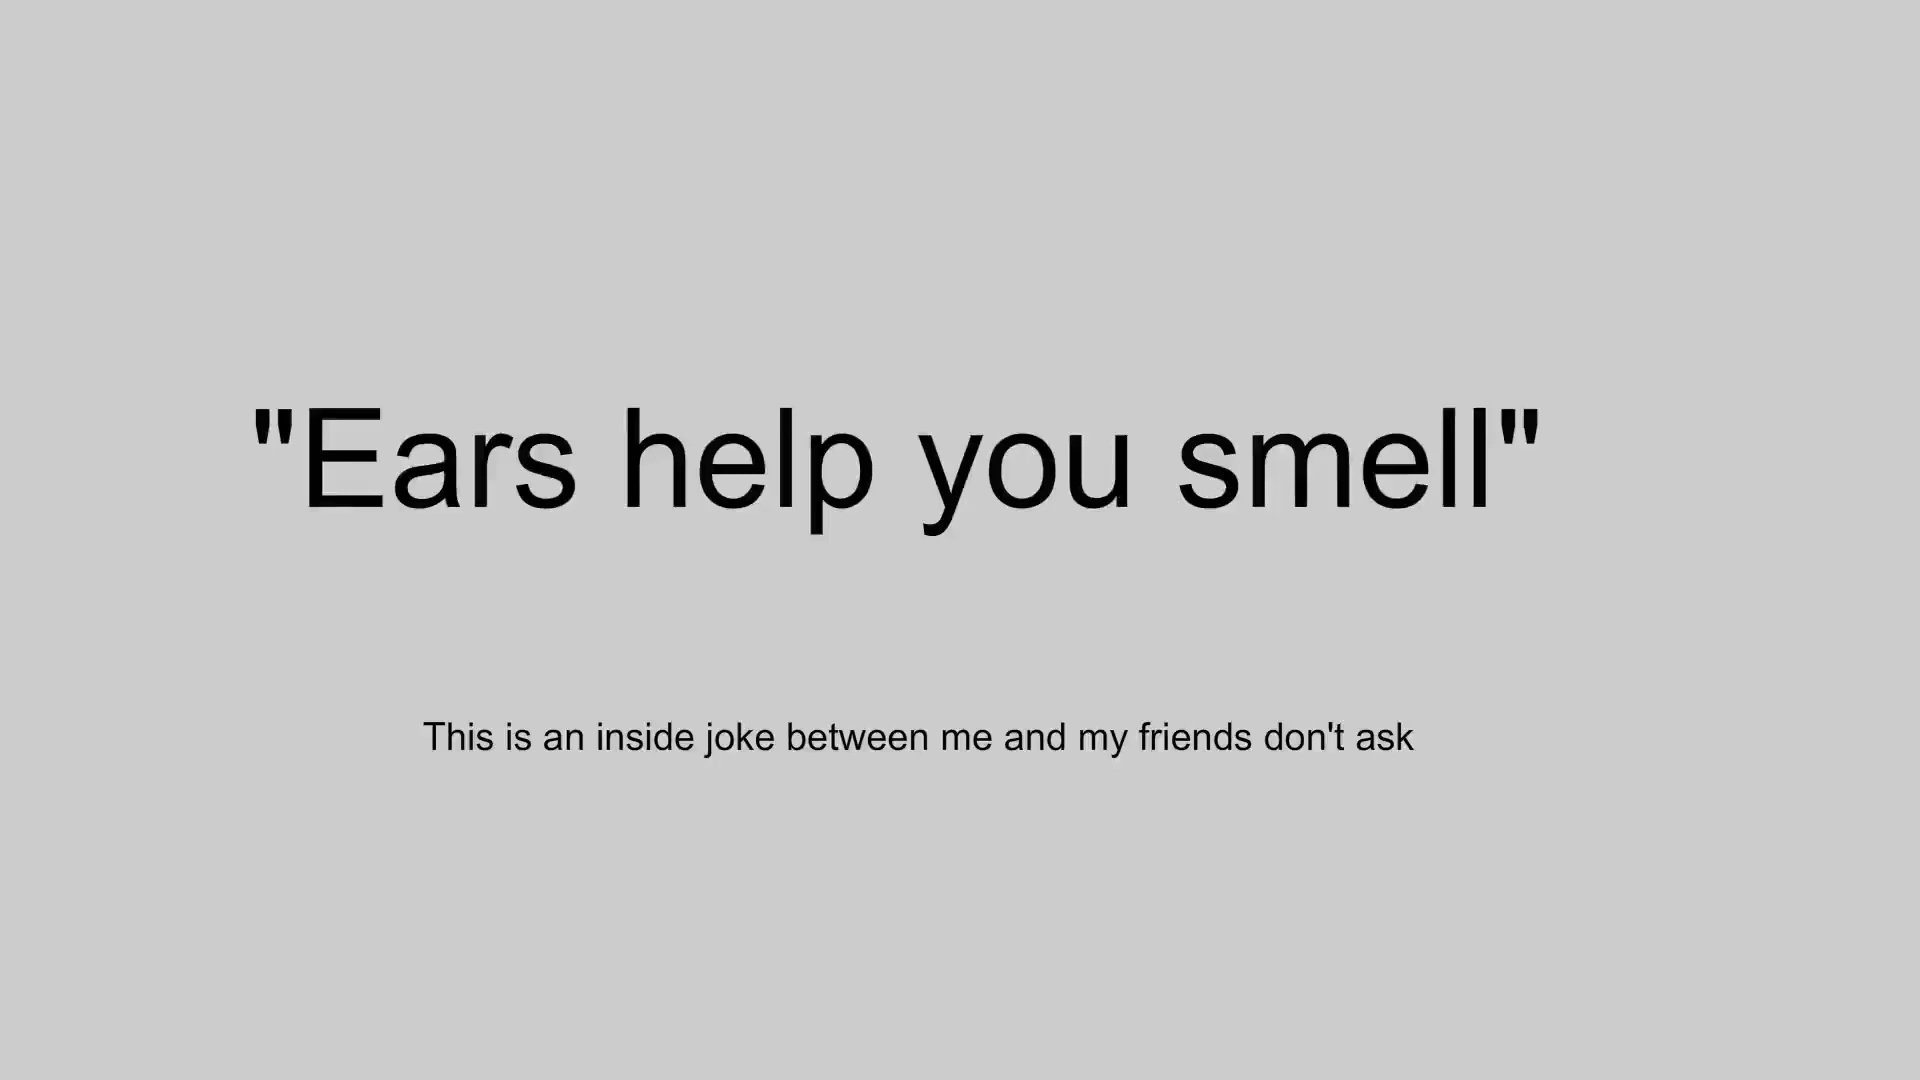 "Ears help you smell"
This is an inside joke between me and my friends don't ask